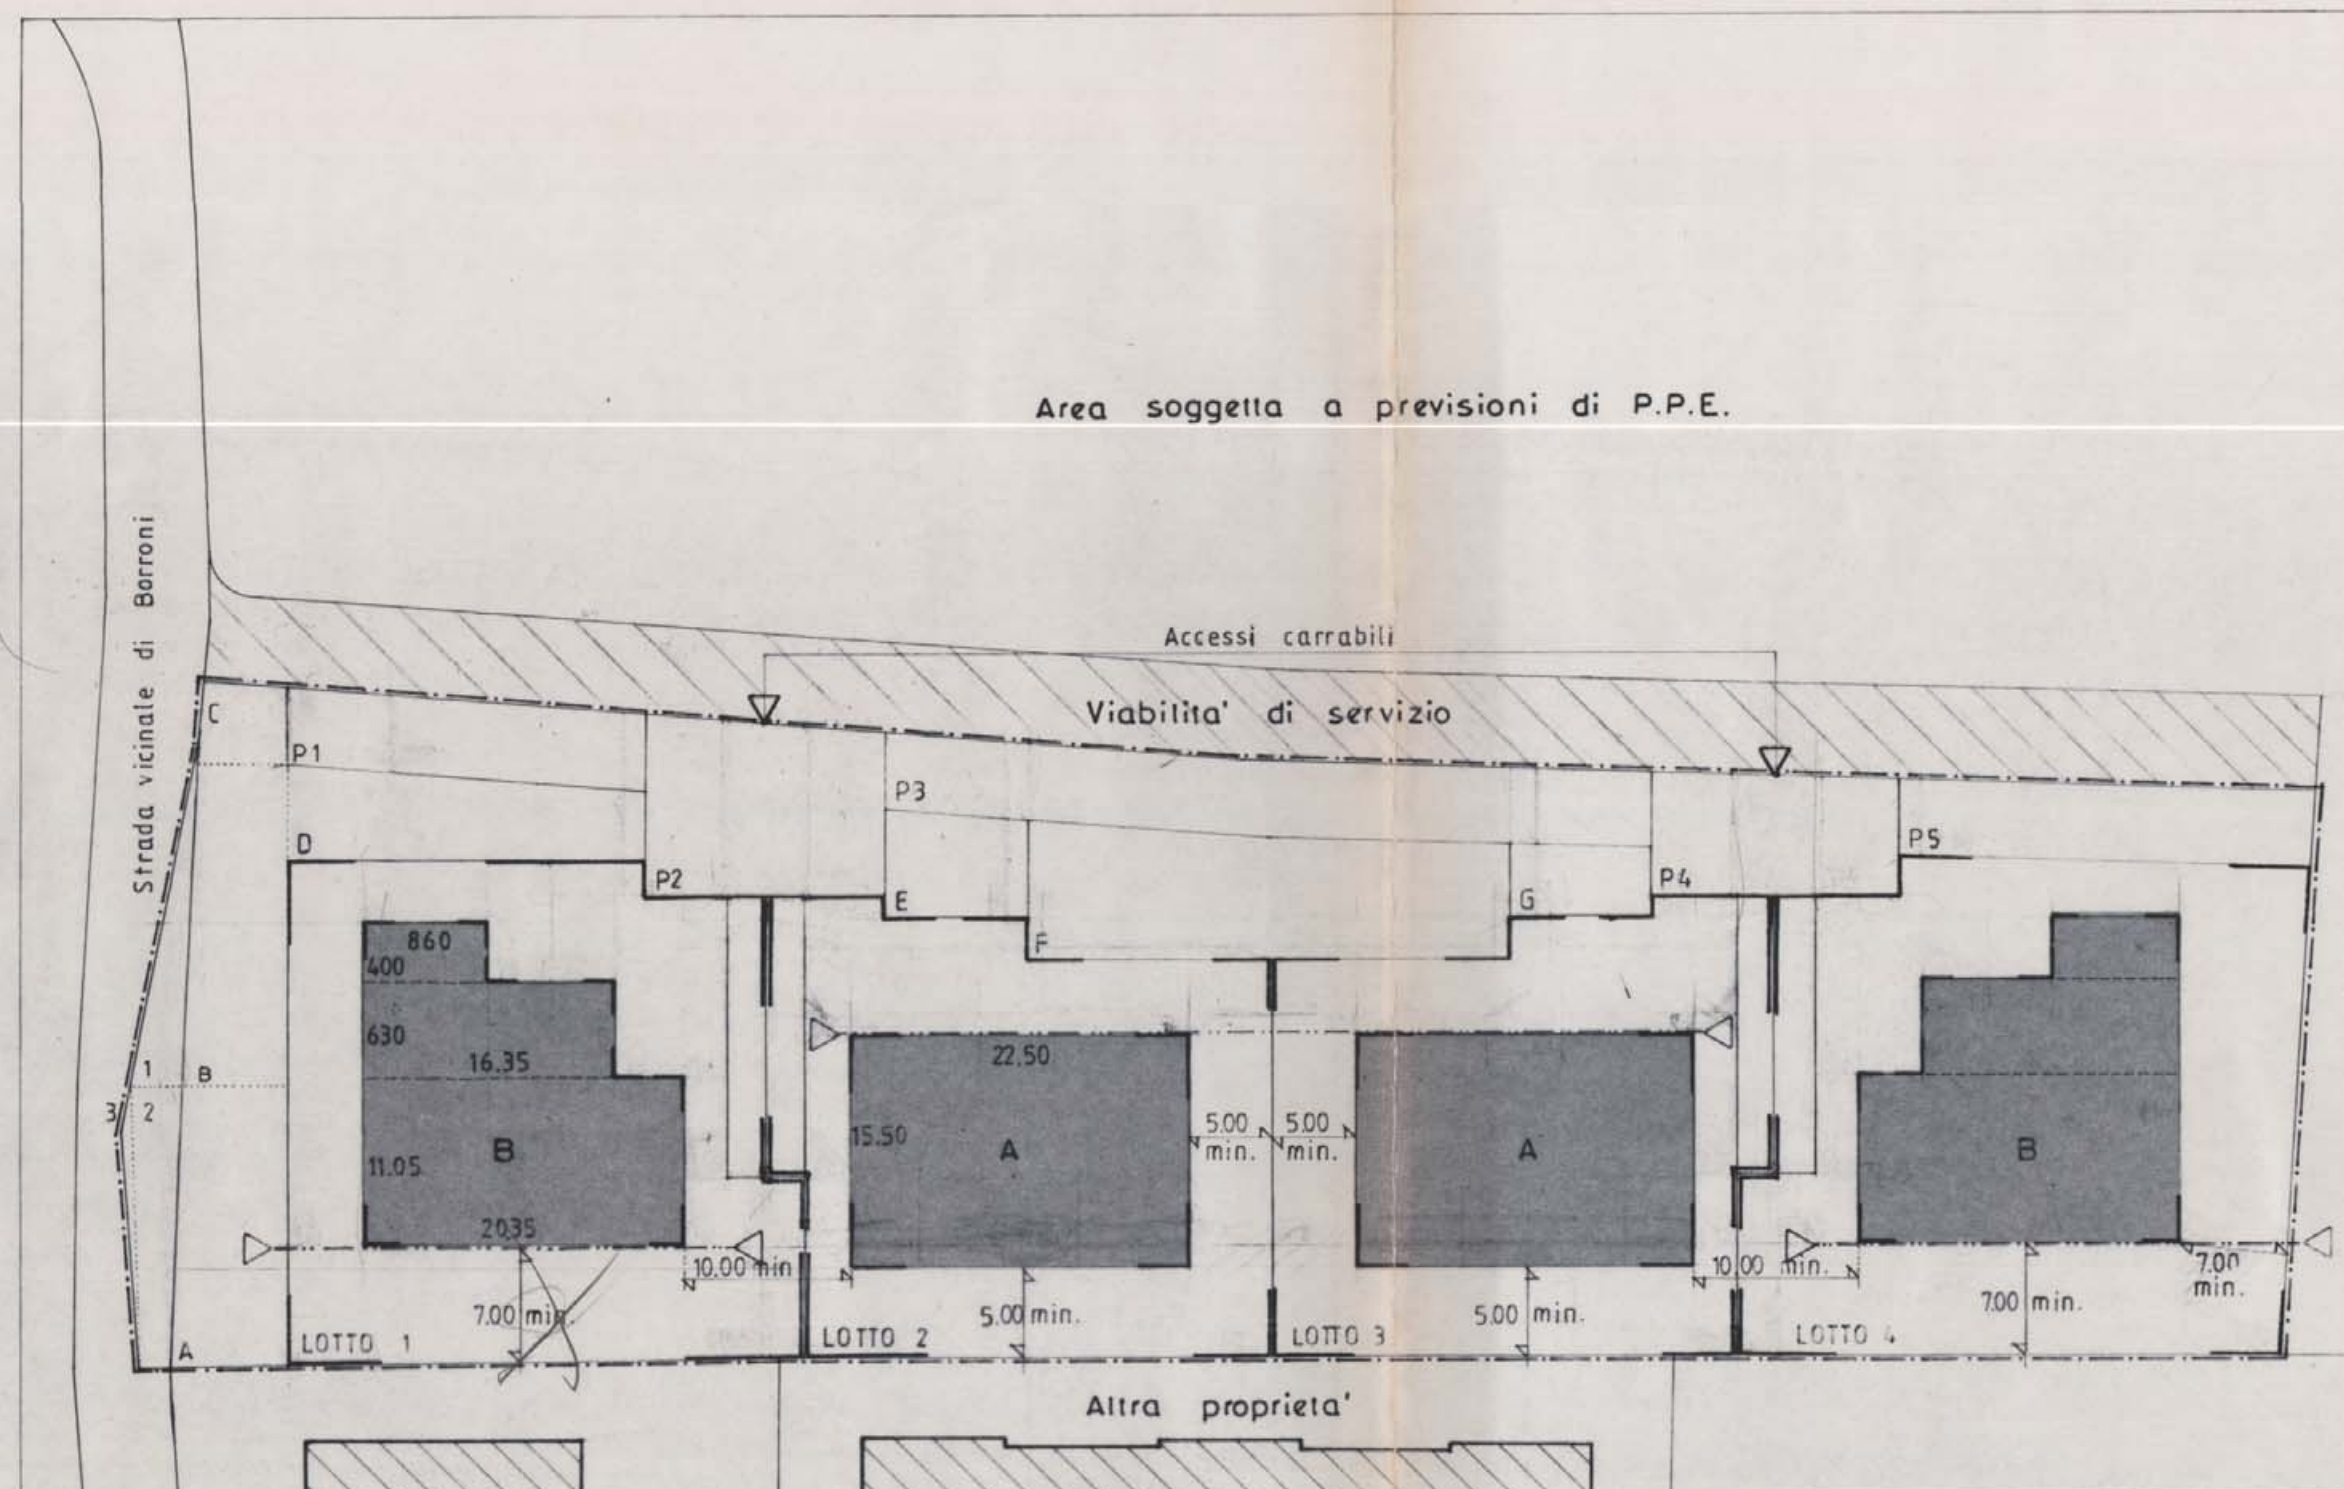 Area soggetta a previsioni di P.P.E.
Strada vicinale di Borroni
Accessi carrabili
Viabilita' di servizio
C
P1
D
P2
P3
E
F
G
P4
P5
860
400
630
16.35
B
11.05
20.35
22.50
15.50
A
5.00
min.
5.00
min.
A
B
1
B
3
2
A
10.00 min
7.00 min
5.00 min.
5.00 min.
10.00 min.
7.00 min.
7.00
min.
LOTTO 1
LOTTO 2
LOTTO 3
LOTTO 4
Altra proprieta'